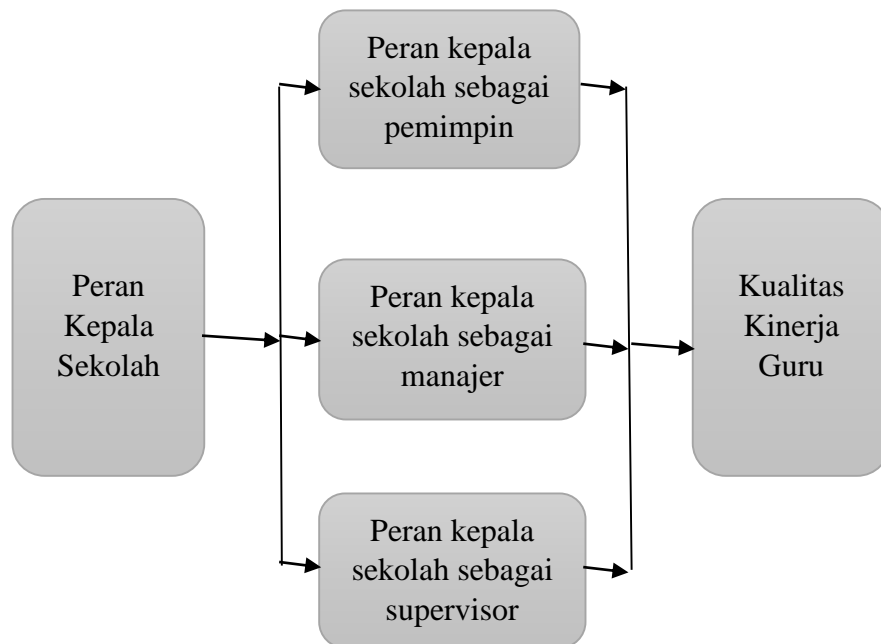 Peran kepala
sekolah sebagai
pemimpin
Peran
Kepala
Sekolah
Peran kepala
sekolah sebagai
manajer
Kualitas
Kinerja
Guru
Peran kepala
sekolah sebagai
supervisor